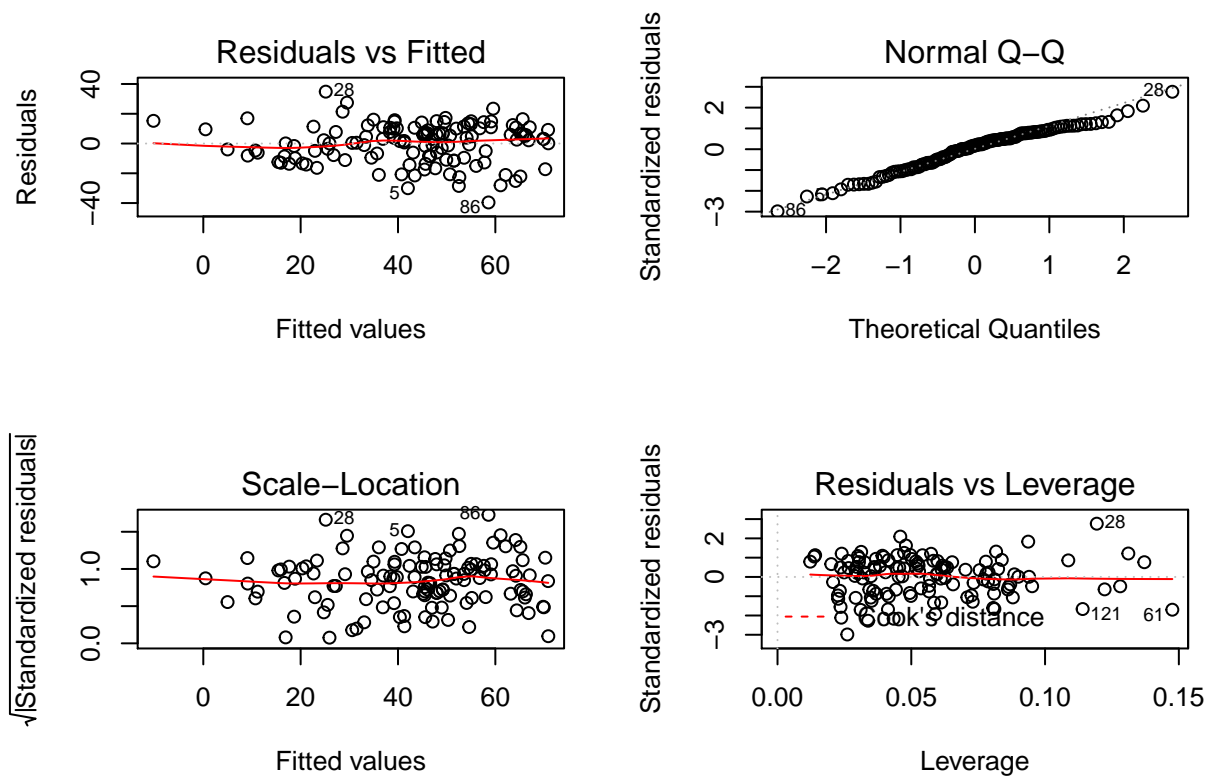 Residuals vs Fitted
Residuals
40
0
−40
28
5
86
0 20 40 60
Fitted values
Normal Q−Q
Standardized residuals
2
0
−3
28
86
5
−2 −1 0 1 2
Theoretical Quantiles
Scale−Location
√|Standardized residuals|
1.0
0.0
28
5
86
0 20 40 60
Fitted values
Residuals vs Leverage
Standardized residuals
2
0
−3
28
121
61
Cook's distance
0.00 0.05 0.10 0.15
Leverage